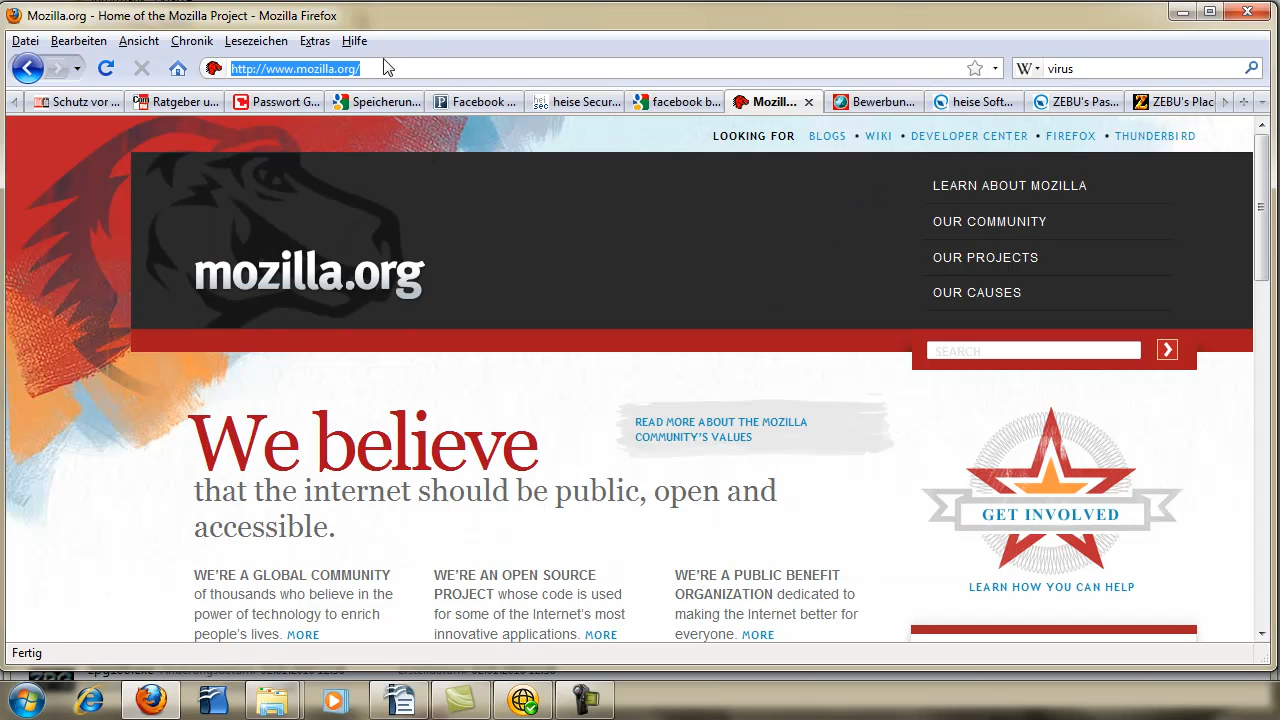 Mozilla.org - Home of the Mozilla Project - Mozilla Firefox
Datei Bearbeiten Ansicht Chronik Lesezeichen Extras Hilfe
http://www.mozilla.org/
W virus
Schutz vor ... Ratgeber u... Passwort G... Speicherun... Facebook ... heise Secur... facebook b... Mozill... Bewerbun... heise Soft... ZEBU's Pas... ZEBU's Plac
LOOKING FOR BLOGS • WIKI • DEVELOPER CENTER • FIREFOX • THUNDERBIRD
mozilla.org
LEARN ABOUT MOZILLA
OUR COMMUNITY
OUR PROJECTS
OUR CAUSES
SEARCH
We believe
that the internet should be public, open and
accessible.
READ MORE ABOUT THE MOZILLA
COMMUNITY'S VALUES
GET INVOLVED
LEARN HOW YOU CAN HELP
WE'RE A GLOBAL COMMUNITY
of thousands who believe in the
power of technology to enrich
people's lives. MORE
WE'RE AN OPEN SOURCE
PROJECT whose code is used
for some of the Internet's most
innovative applications. MORE
WE'RE A PUBLIC BENEFIT
ORGANIZATION dedicated to
making the Internet better for
everyone. MORE
Fertig